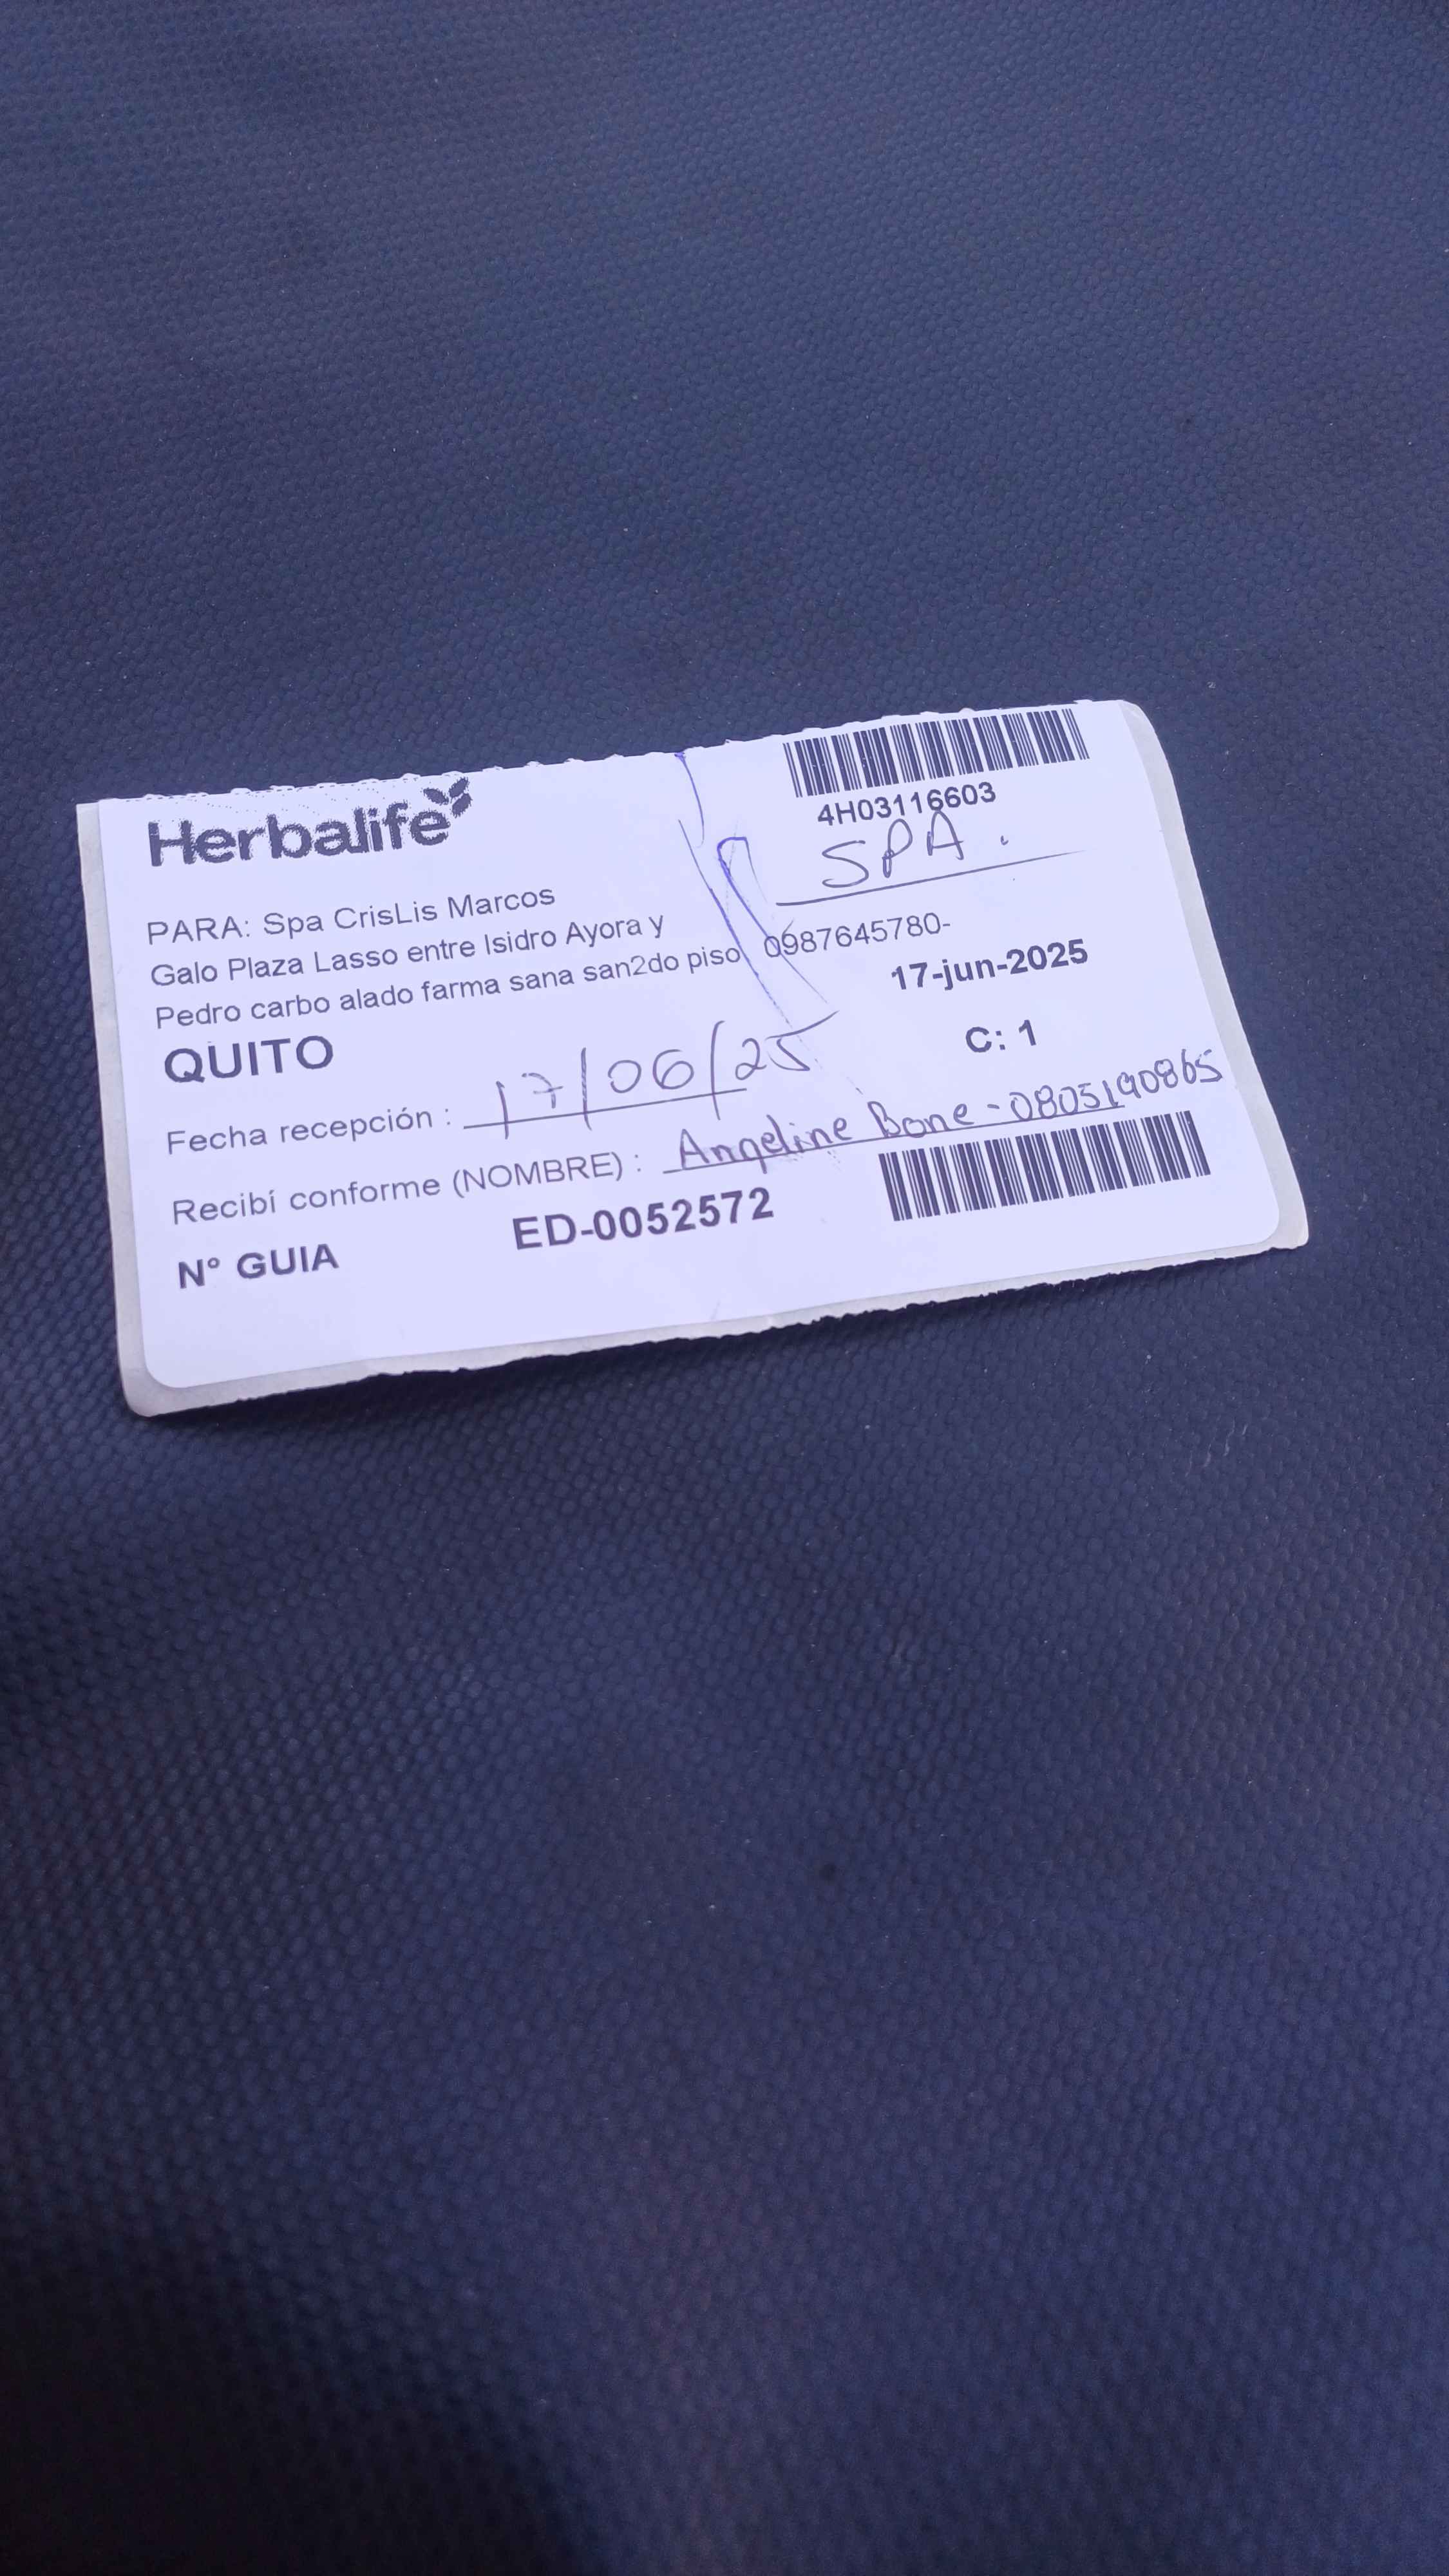 Herbalife
4H03116603
SPA.
PARA: Spa CrisLis Marcos
Galo Plaza Lasso entre Isidro Ayora y
Pedro carbo alado farma sana san2do piso 0987645780-
17-jun-2025
QUITO
C: 1
Fecha recepción : 17/06/25
Recibí conforme (NOMBRE) : Angeline Bone - 0805190865
N° GUIA ED-0052572